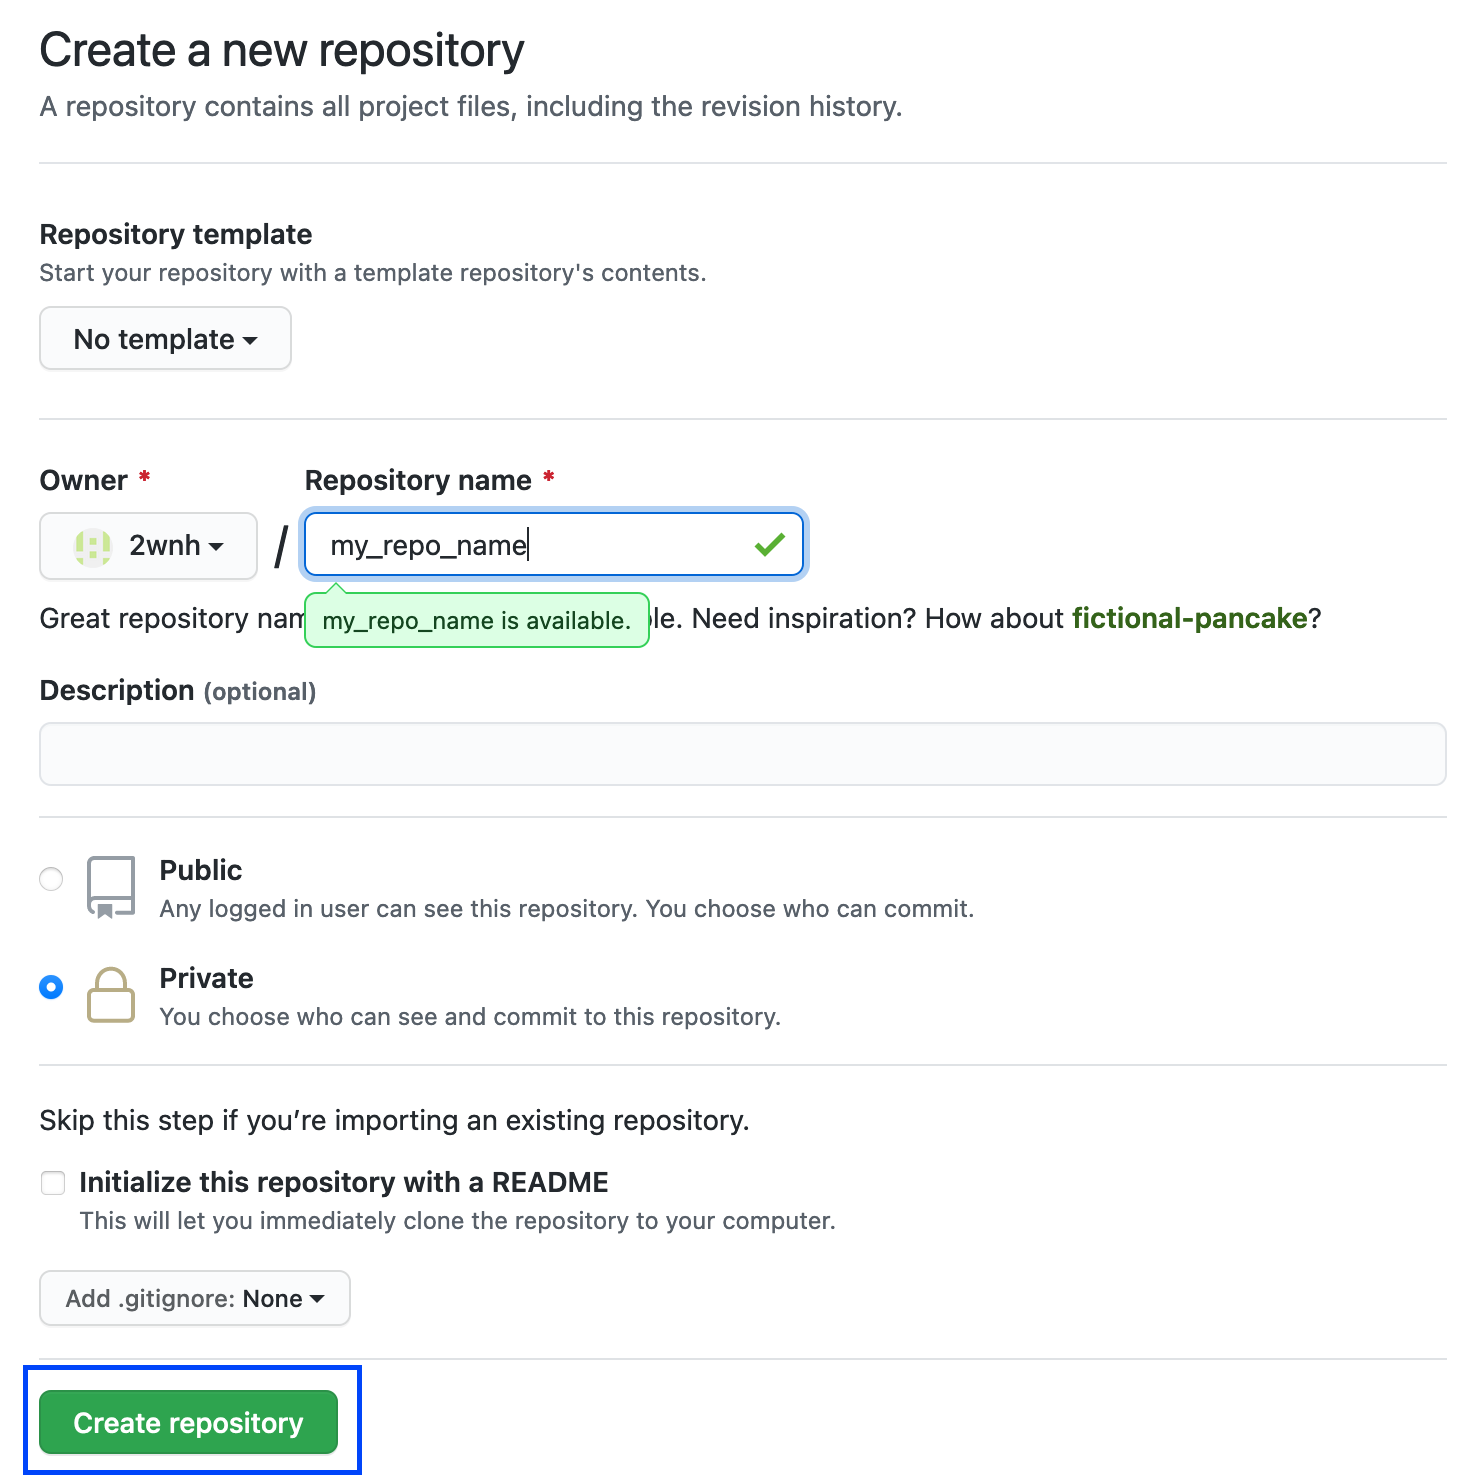 Create a new repository
A repository contains all project files, including the revision history.
Repository template
Start your repository with a template repository's contents.
No template
Owner * Repository name *
2wnh / my_repo_name
Great repository my_repo_name is available. Need inspiration? How about fictional-pancake?
Description (optional)
Public
Any logged in user can see this repository. You choose who can commit.
Private
You choose who can see and commit to this repository.
Skip this step if you’re importing an existing repository.
Initialize this repository with a README
This will let you immediately clone the repository to your computer.
Add .gitignore: None
Create repository